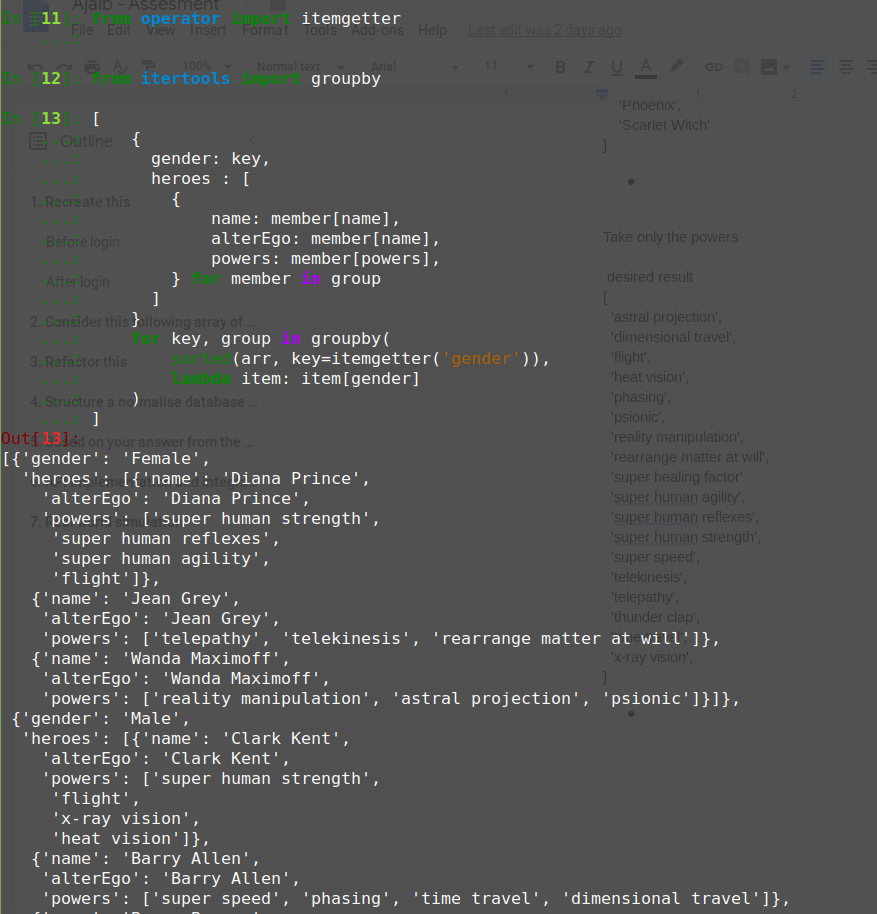 In [11]: from operator import itemgetter
In [12]: from itertools import groupby
In [13]: [
{
gender: key,
heroes : [
{
name: member[name],
alterEgo: member[name],
powers: member[powers],
} for member in group
]
}
for key, group in groupby(
sorted(arr, key=itemgetter('gender')),
lambda item: item[gender]
)
]
Out[13]:
[{'gender': 'Female',
'heroes': [{'name': 'Diana Prince',
'alterEgo': 'Diana Prince',
'powers': ['super human strength',
'super human reflexes',
'super human agility',
'flight']},
{'name': 'Jean Grey',
'alterEgo': 'Jean Grey',
'powers': ['telepathy', 'telekinesis', 'rearrange matter at will']},
{'name': 'Wanda Maximoff',
'alterEgo': 'Wanda Maximoff',
'powers': ['reality manipulation', 'astral projection', 'psionic']}]},
{'gender': 'Male',
'heroes': [{'name': 'Clark Kent',
'alterEgo': 'Clark Kent',
'powers': ['super human strength',
'flight',
'x-ray vision',
'heat vision']},
{'name': 'Barry Allen',
'alterEgo': 'Barry Allen',
'powers': ['super speed', 'phasing', 'time travel', 'dimensional travel']},
Ajaib - Assesment
File Edit View Insert Format Tools Add-ons Help Last edit was 2 days ago
100% Normal text Arial 11 B I U A
1 1 2
Outline
1. Recreate this
Before login
After login
2. Consider this following array of ...
3. Refactor this
4. Structure a normalise database ...
on your answer from the ...
7.
'Phoenix',
'Scarlet Witch'
]
Take only the powers
desired result
[
'astral projection',
'dimensional travel',
'flight',
'heat vision',
'phasing',
'psionic',
'reality manipulation',
'rearrange matter at will',
'super healing factor'
'super human agility',
'super human reflexes',
'super human strength',
'super speed',
'telekinesis',
'telepathy',
'thunder clap',
'x-ray vision',
]